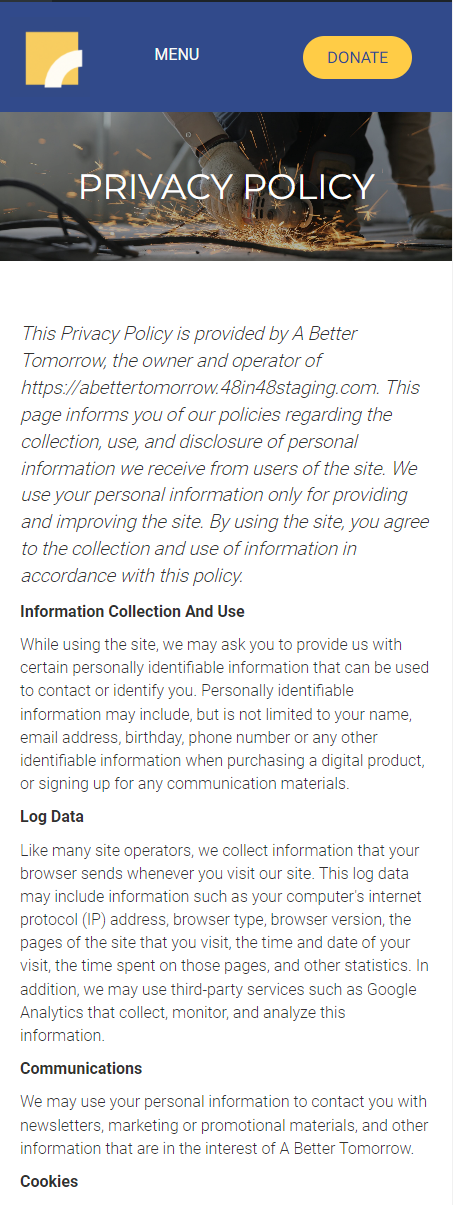 MENU
DONATE
PRIVACY POLICY
This Privacy Policy is provided by A Better
Tomorrow, the owner and operator of
https://abettertomorrow.48in48staging.com. This
page informs you of our policies regarding the
collection, use, and disclosure of personal
information we receive from users of the site. We
use your personal information only for providing
and improving the site. By using the site, you agree
to the collection and use of information in
accordance with this policy.
Information Collection And Use
While using the site, we may ask you to provide us with
certain personally identifiable information that can be used
to contact or identify you. Personally identifiable
information may include, but is not limited to your name,
email address, birthday, phone number or any other
identifiable information when purchasing a digital product,
or signing up for any communication materials.
Log Data
Like many site operators, we collect information that your
browser sends whenever you visit our site. This log data
may include information such as your computer's internet
protocol (IP) address, browser type, browser version, the
pages of the site that you visit, the time and date of your
visit, the time spent on those pages, and other statistics. In
addition, we may use third-party services such as Google
Analytics that collect, monitor, and analyze this
information.
Communications
We may use your personal information to contact you with
newsletters, marketing or promotional materials, and other
information that are in the interest of A Better Tomorrow.
Cookies